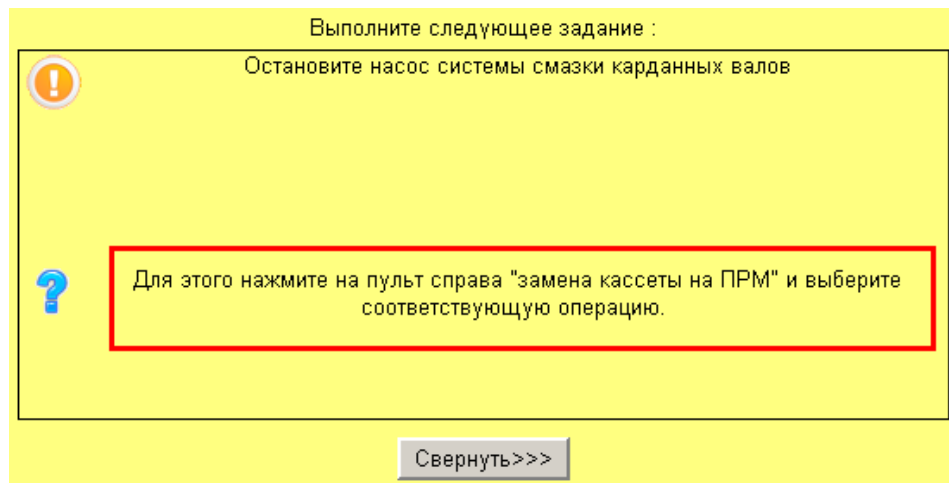 Выполните следующее задание :
Остановите насос системы смазки карданных валов
Для этого нажмите на пульт справа "замена кассеты на ПРМ" и выберите
соответствующую операцию.
Свернуть>>>